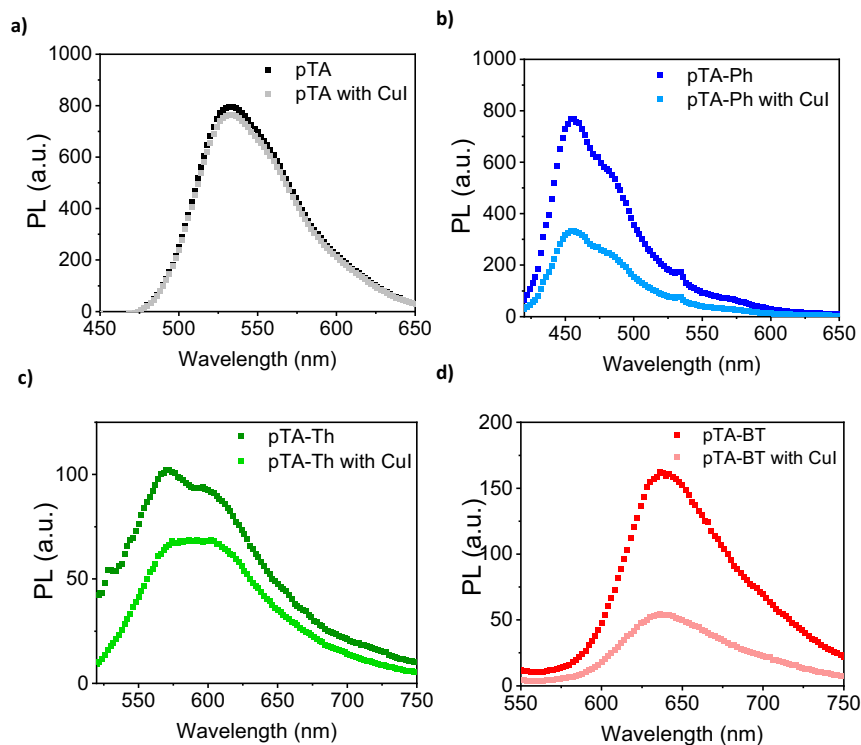 a)
1000
800
600
400
200
0
PL (a.u.)
pTA
pTA with CuI
450 500 550 600 650
Wavelength (nm)
b)
1000
800
600
400
200
0
PL (a.u.)
pTA-Ph
pTA-Ph with CuI
450 500 550 600 650
Wavelength (nm)
c)
100
50
0
PL (a.u.)
pTA-Th
pTA-Th with CuI
550 600 650 700 750
Wavelength (nm)
d)
200
150
100
50
0
PL (a.u.)
pTA-BT
pTA-BT with CuI
550 600 650 700 750
Wavelength (nm)